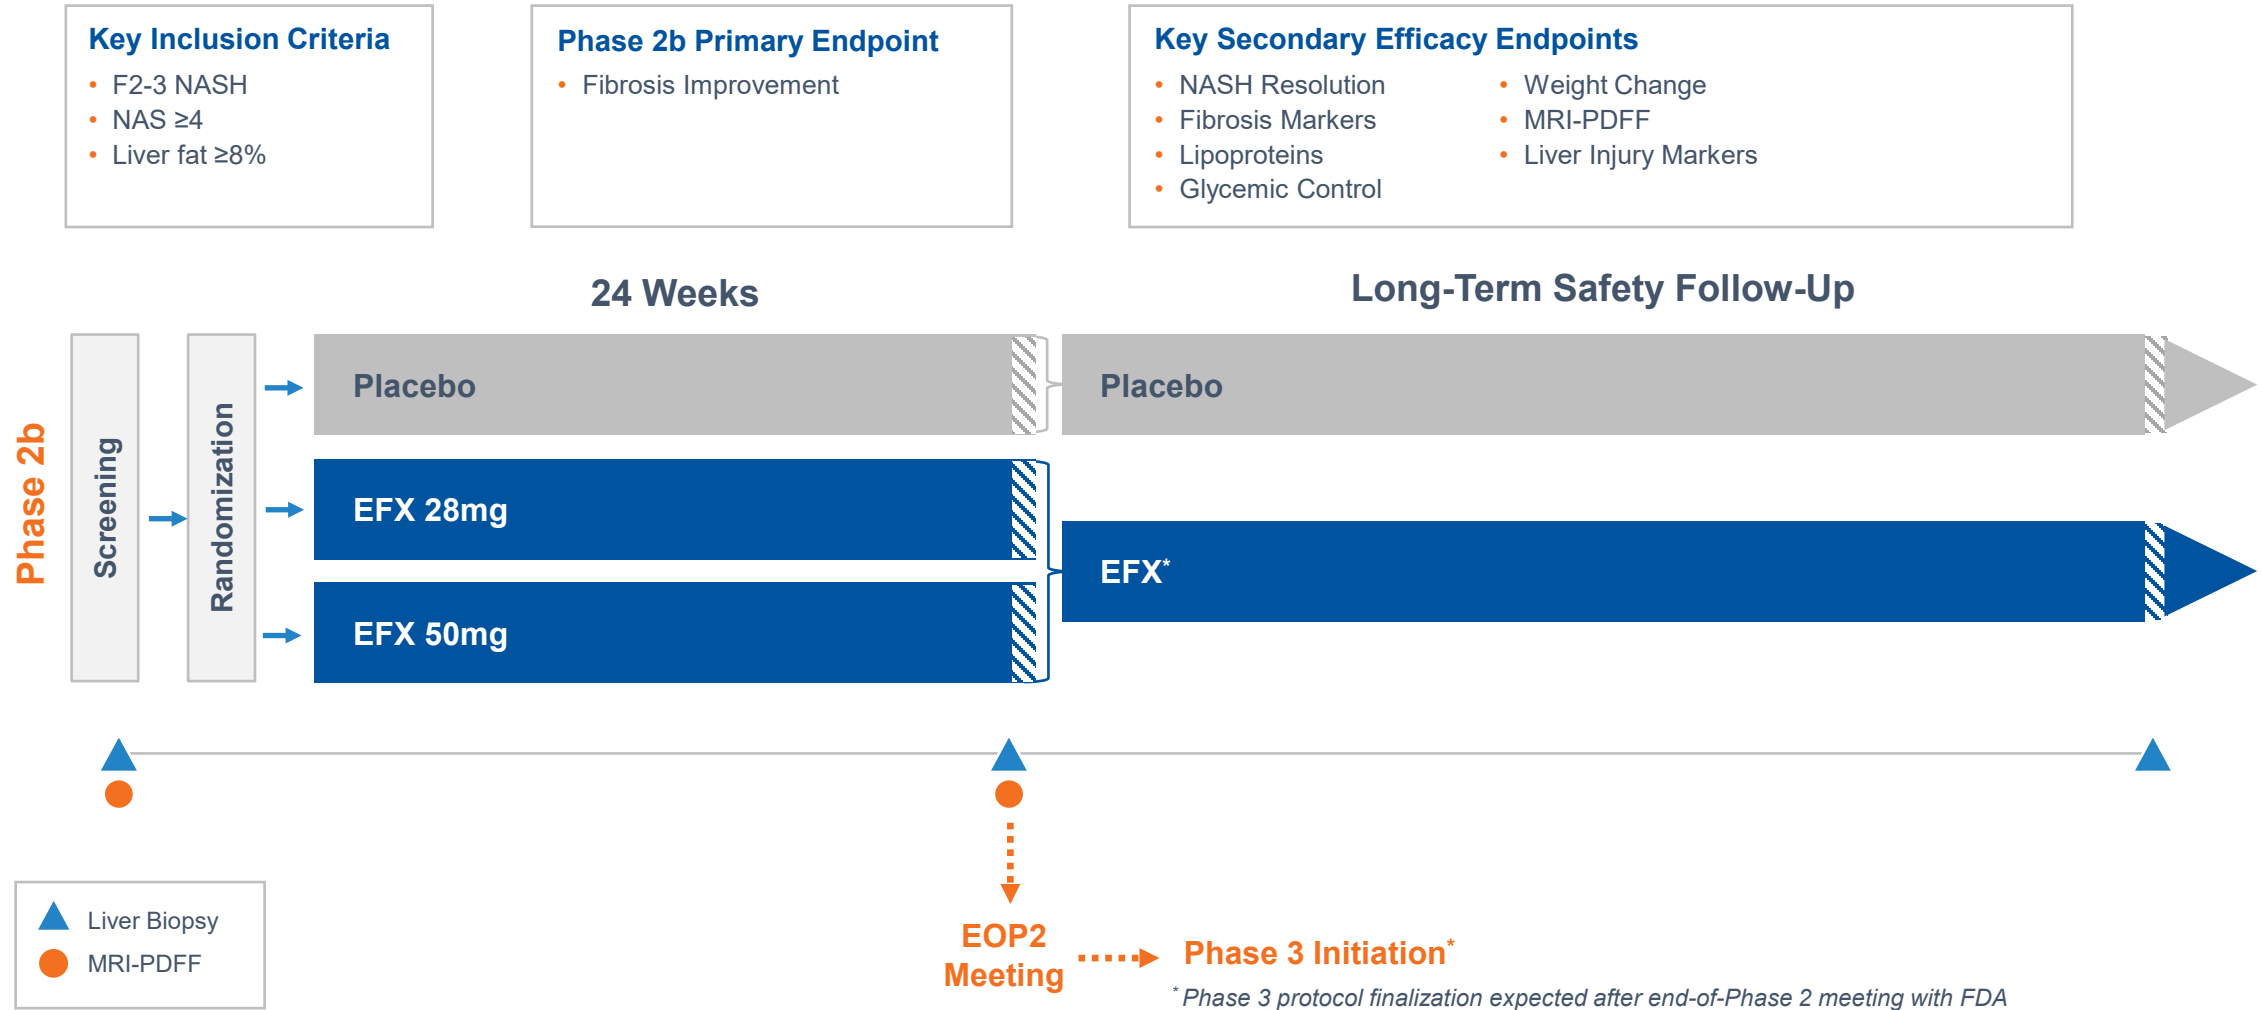 Key Inclusion Criteria
• F2-3 NASH
• NAS ≥4
• Liver fat ≥8%
Phase 2b Primary Endpoint
• Fibrosis Improvement
Key Secondary Efficacy Endpoints
• NASH Resolution
• Fibrosis Markers
• Lipoproteins
• Glycemic Control
• Weight Change
• MRI-PDFF
• Liver Injury Markers
24 Weeks
Long-Term Safety Follow-Up
Phase 2b
Screening
Randomization
Placebo
EFX 28mg
EFX 50mg
Placebo
EFX*
Liver Biopsy
MRI-PDFF
EOP2
Meeting
Phase 3 Initiation*
* Phase 3 protocol finalization expected after end-of-Phase 2 meeting with FDA